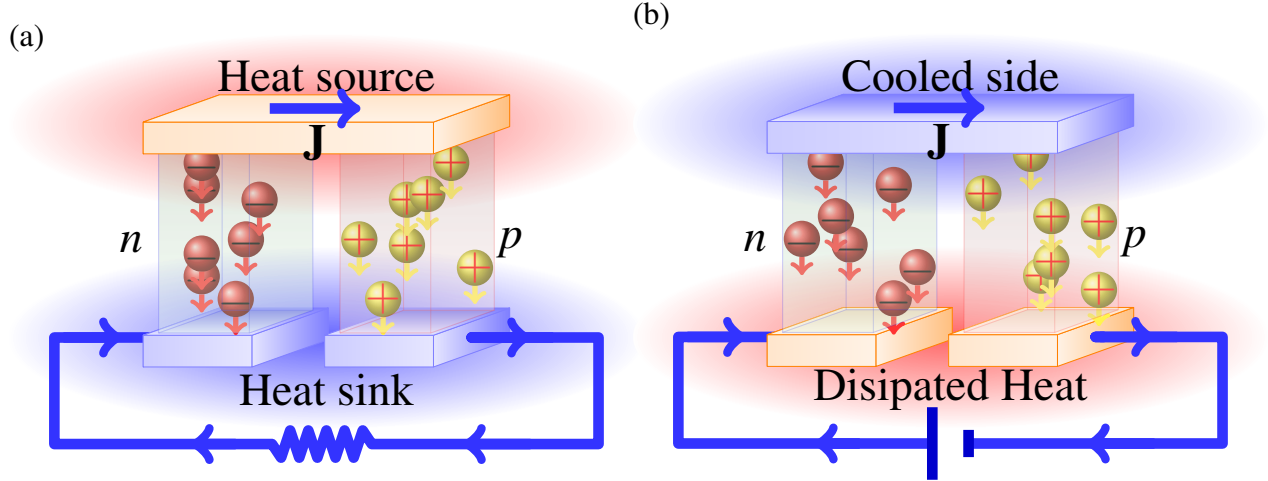 (a)
Heat source
J
n
p
Heat sink
(b)
Cooled side
J
n
p
Disipated Heat